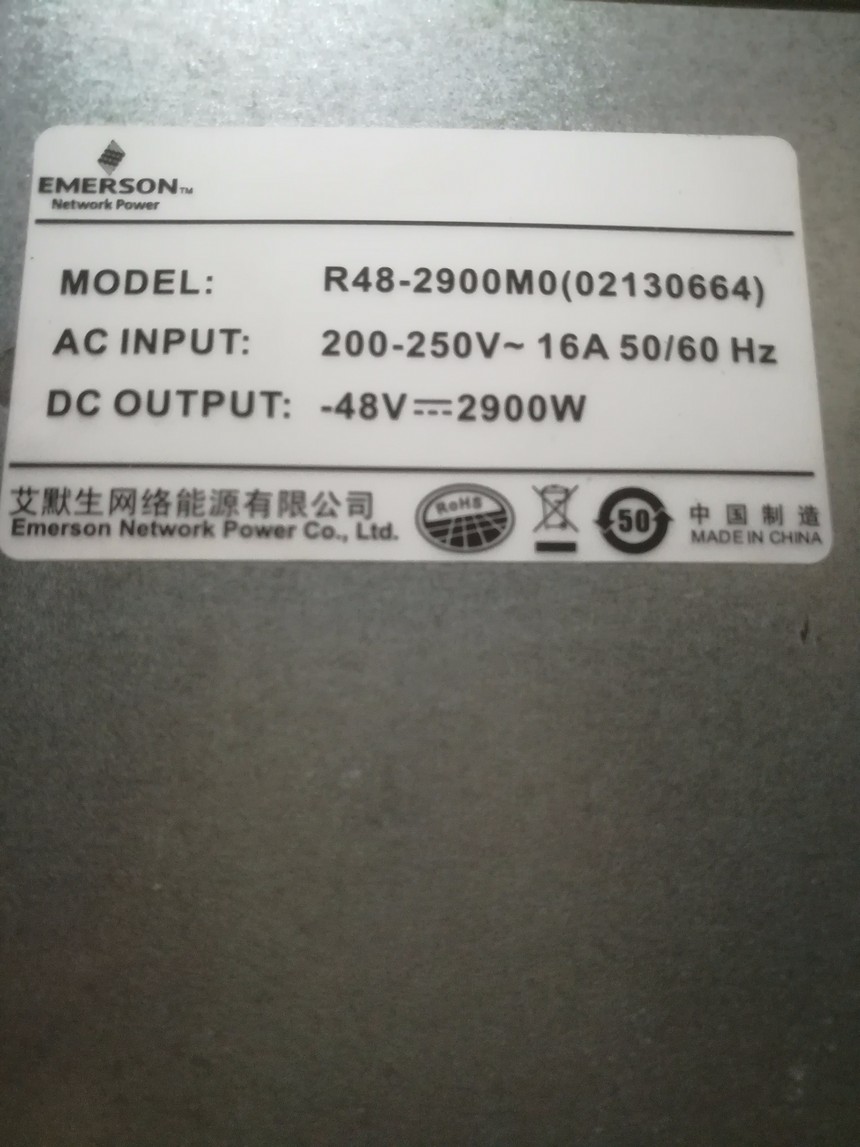 EMERSON™
Network Power
MODEL: R48-2900M0(02130664)
AC INPUT: 200-250V~ 16A 50/60 Hz
DC OUTPUT: -48V⎓2900W
艾默生网络能源有限公司
Emerson Network Power Co., Ltd.
RoHS
50
中国制造
MADE IN CHINA